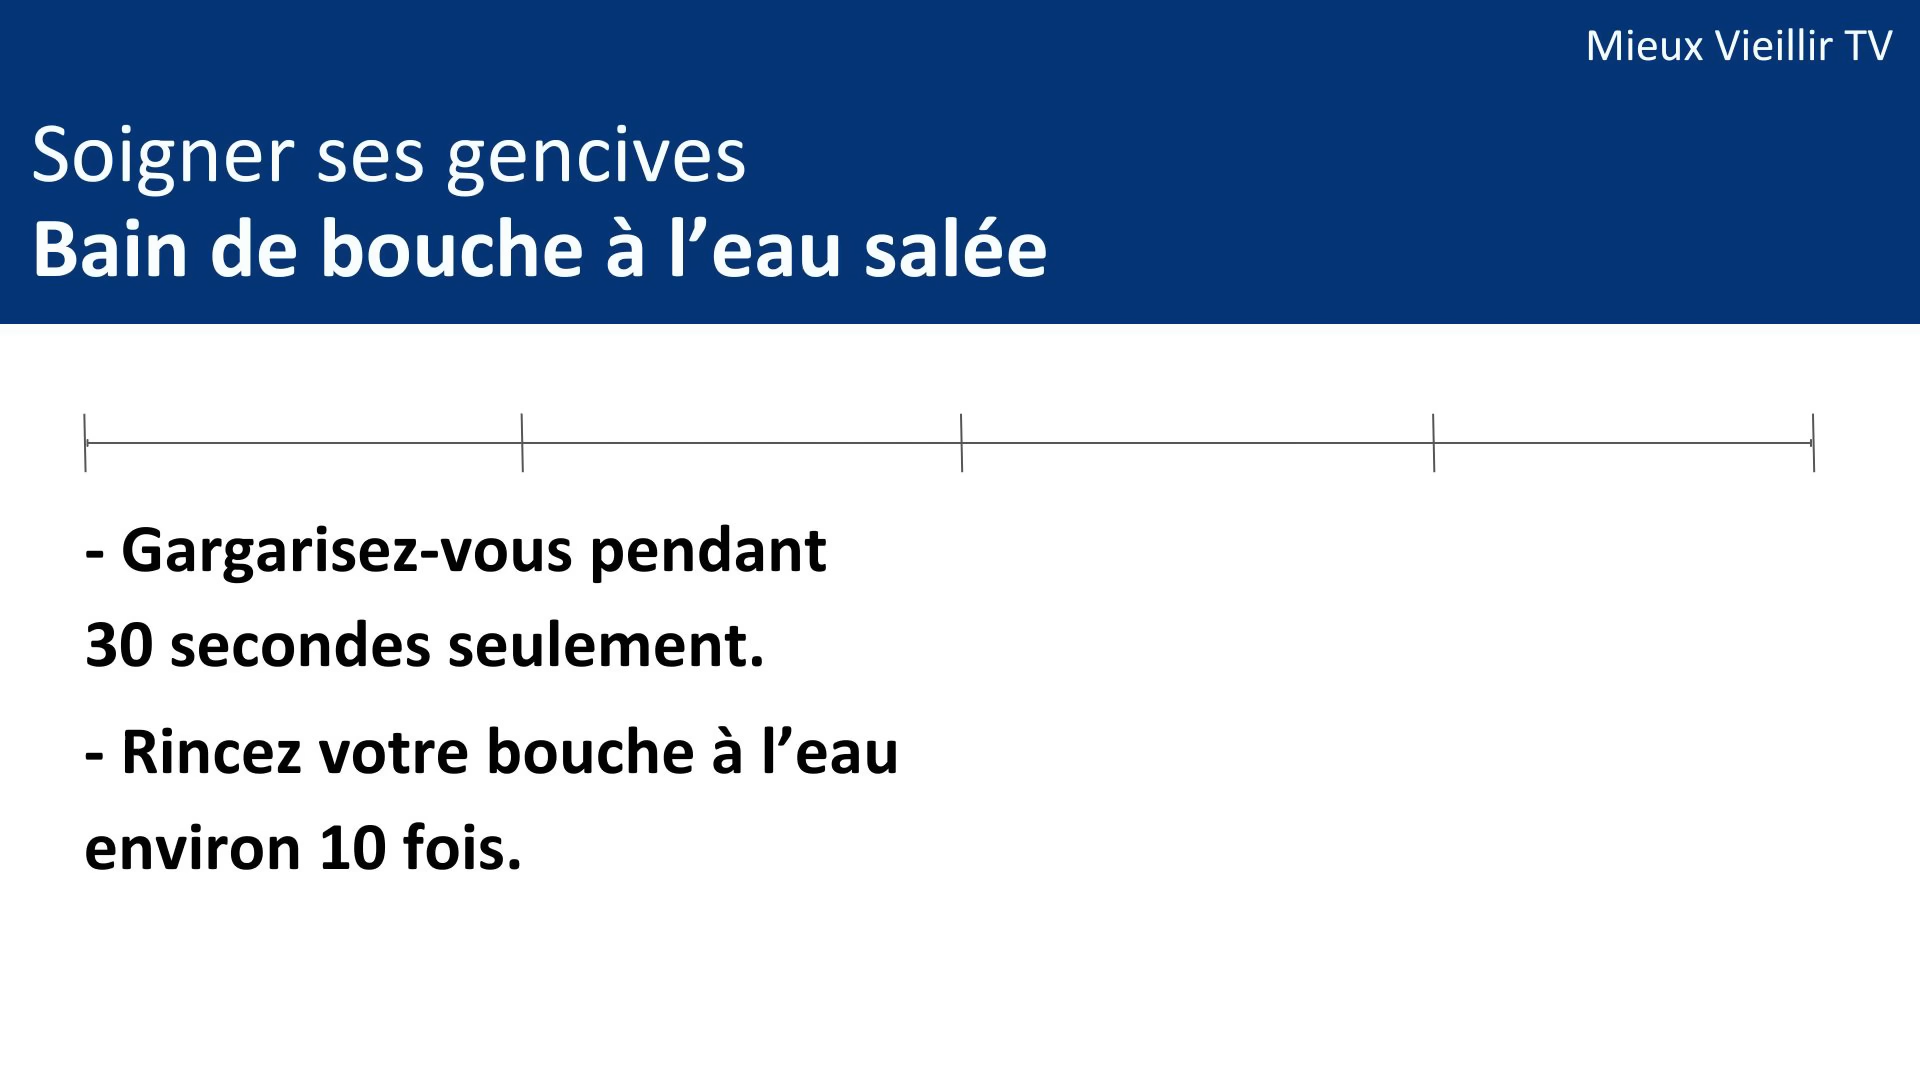 Mieux Vieillir TV
Soigner ses gencives
Bain de bouche à l’eau salée
- Gargarisez-vous pendant
30 secondes seulement.
- Rincez votre bouche à l’eau
environ 10 fois.